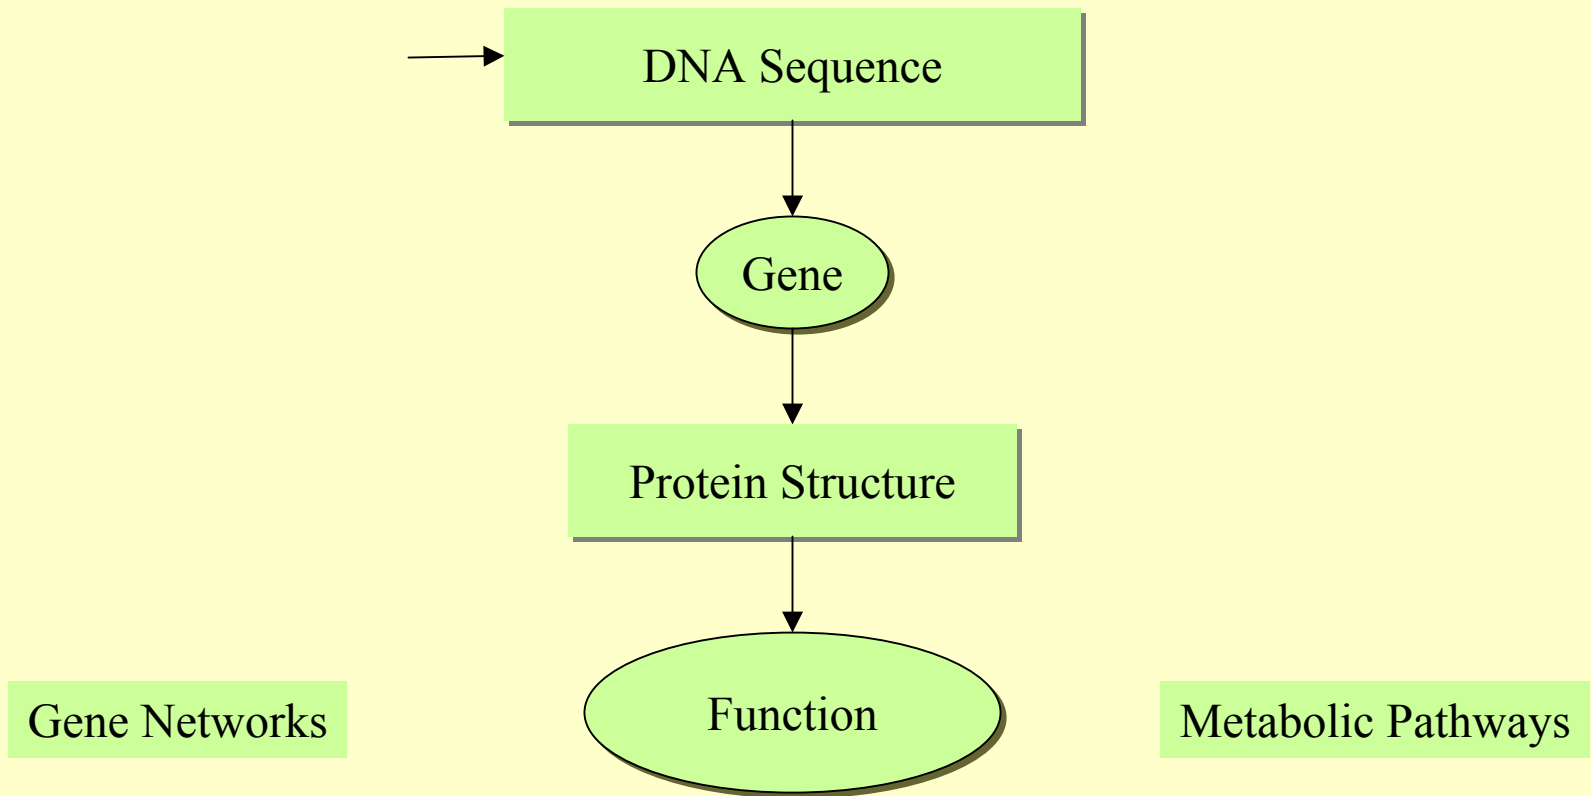 DNA Sequence
Gene
Protein Structure
Function
Gene Networks
Metabolic Pathways